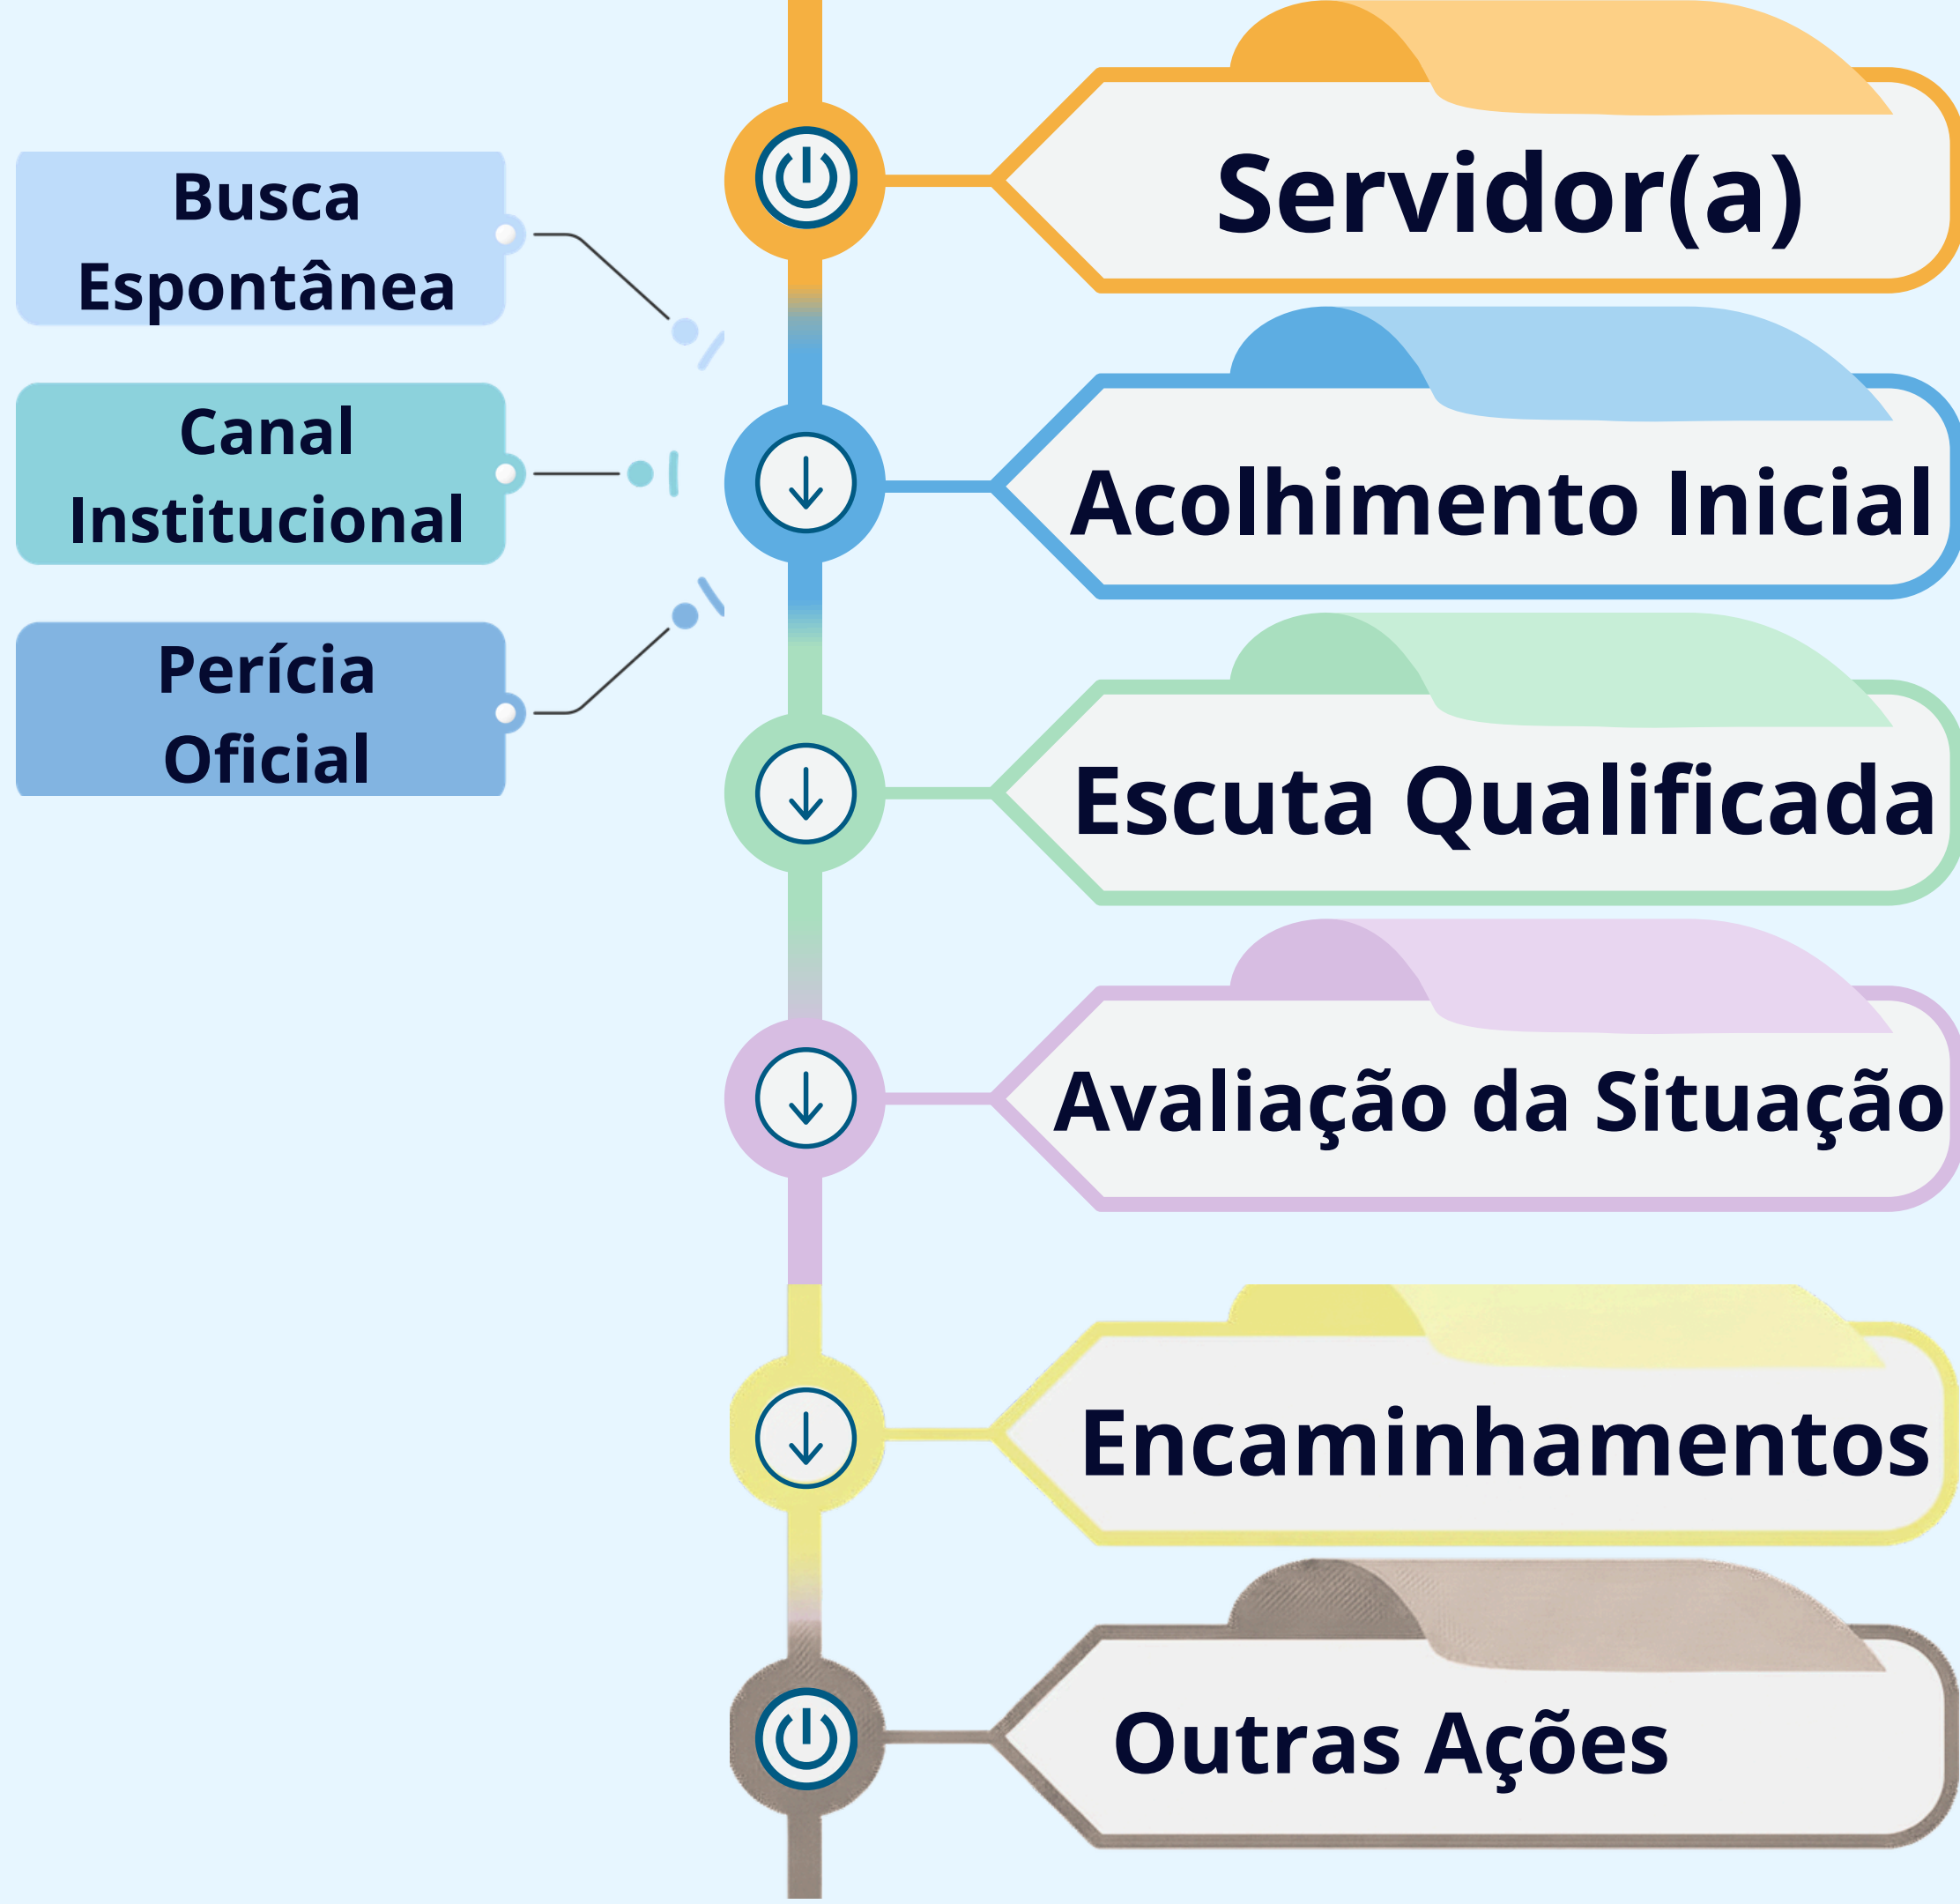 Servidor(a)
Busca
Espontânea
Canal
Institucional
Perícia
Oficial
Acolhimento Inicial
Escuta Qualificada
Avaliação da Situação
Encaminhamentos
Outras Ações